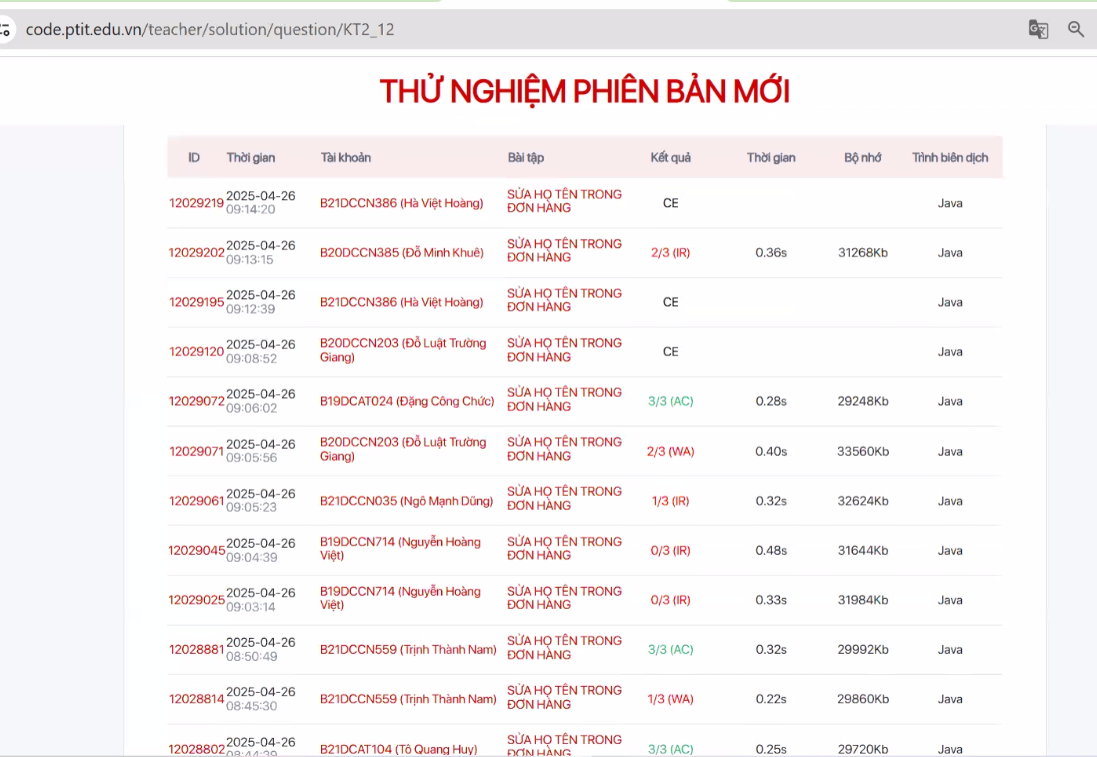 code.ptit.edu.vn/teacher/solution/question/KT2_12
THỬ NGHIỆM PHIÊN BẢN MỚI
ID Thời gian Tài khoản Bài tập Kết quả Thời gian Bộ nhớ Trình biên dịch
12029219 2025-04-26 09:14:20 B21DCCN386 (Hà Việt Hoàng) SỬA HỌ TÊN TRONG ĐƠN HÀNG CE Java
12029202 2025-04-26 09:13:15 B20DCCN385 (Đỗ Minh Khuê) SỬA HỌ TÊN TRONG ĐƠN HÀNG 2/3 (IR) 0.36s 31268Kb Java
12029195 2025-04-26 09:12:39 B21DCCN386 (Hà Việt Hoàng) SỬA HỌ TÊN TRONG ĐƠN HÀNG CE Java
12029120 2025-04-26 09:08:52 B20DCCN203 (Đỗ Luật Trường Giang) SỬA HỌ TÊN TRONG ĐƠN HÀNG CE Java
12029072 2025-04-26 09:06:02 B19DCAT024 (Đặng Công Chức) SỬA HỌ TÊN TRONG ĐƠN HÀNG 3/3 (AC) 0.28s 29248Kb Java
12029071 2025-04-26 09:05:56 B20DCCN203 (Đỗ Luật Trường Giang) SỬA HỌ TÊN TRONG ĐƠN HÀNG 2/3 (WA) 0.40s 33560Kb Java
12029061 2025-04-26 09:05:23 B21DCCN035 (Ngô Mạnh Dũng) SỬA HỌ TÊN TRONG ĐƠN HÀNG 1/3 (IR) 0.32s 32624Kb Java
12029045 2025-04-26 09:04:39 B19DCCN714 (Nguyễn Hoàng Việt) SỬA HỌ TÊN TRONG ĐƠN HÀNG 0/3 (IR) 0.48s 31644Kb Java
12029025 2025-04-26 09:03:14 B19DCCN714 (Nguyễn Hoàng Việt) SỬA HỌ TÊN TRONG ĐƠN HÀNG 0/3 (IR) 0.33s 31984Kb Java
12028881 2025-04-26 08:50:49 B21DCCN559 (Trịnh Thành Nam) SỬA HỌ TÊN TRONG ĐƠN HÀNG 3/3 (AC) 0.32s 29992Kb Java
12028814 2025-04-26 08:45:30 B21DCCN559 (Trịnh Thành Nam) SỬA HỌ TÊN TRONG ĐƠN HÀNG 1/3 (WA) 0.22s 29860Kb Java
12028802 2025-04-26 08:44:39 B21DCAT104 (Tô Quang Huy) SỬA HỌ TÊN TRONG ĐƠN HÀNG 3/3 (AC) 0.25s 29720Kb Java